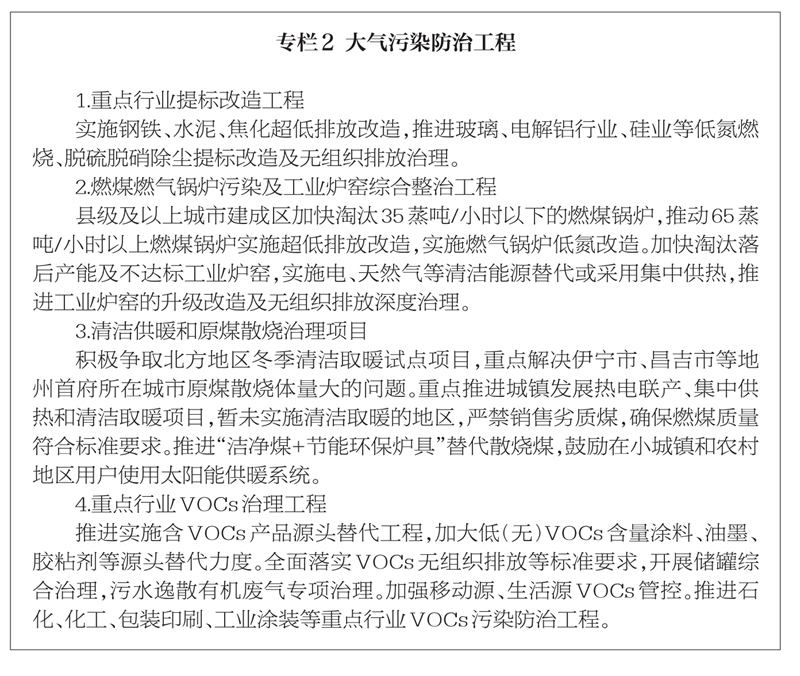 专栏2 大气污染防治工程
1.重点行业提标改造工程
实施钢铁、水泥、焦化超低排放改造,推进玻璃、电解铝行业、硅业等低氮燃
烧、脱硫脱硝除尘提标改造及无组织排放治理。
2.燃煤燃气锅炉污染及工业炉窑综合整治工程
县级及以上城市建成区加快淘汰35蒸吨/小时以下的燃煤锅炉,推动65蒸
吨/小时以上燃煤锅炉实施超低排放改造,实施燃气锅炉低氮改造。加快淘汰落
后产能及不达标工业炉窑,实施电、天然气等清洁能源替代或采用集中供热,推
进工业炉窑的升级改造及无组织排放深度治理。
3.清洁供暖和原煤散烧治理项目
积极争取北方地区冬季清洁取暖试点项目,重点解决伊宁市、昌吉市等地
州首府所在城市原煤散烧体量大的问题。重点推进城镇发展热电联产、集中供
热和清洁取暖项目,暂未实施清洁取暖的地区,严禁销售劣质煤,确保燃煤质量
符合标准要求。推进“洁净煤+节能环保炉具”替代散烧煤,鼓励在小城镇和农村
地区用户使用太阳能供暖系统。
4.重点行业VOCs治理工程
推进实施含VOCs产品源头替代工程,加大低(无)VOCs含量涂料、油墨、
胶粘剂等源头替代力度。全面落实VOCs无组织排放等标准要求,开展储罐综
合治理,污水逸散有机废气专项治理。加强移动源、生活源VOCs管控。推进石
化、化工、包装印刷、工业涂装等重点行业VOCs污染防治工程。